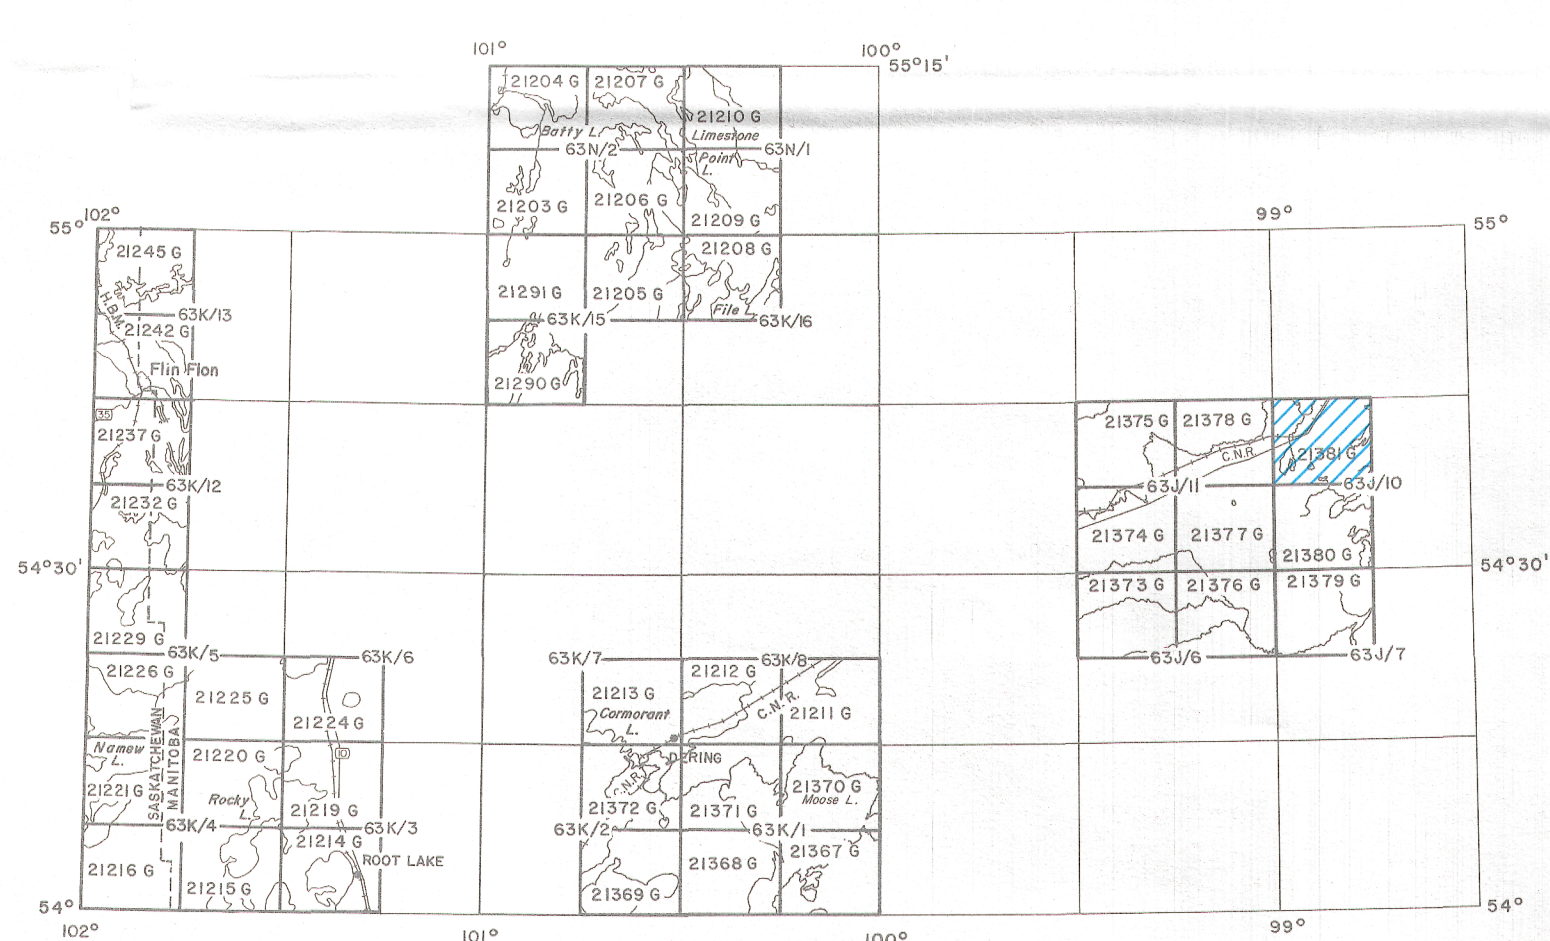 101°
100°
55°15'
21204 G
21207 G
21210 G
Batty L.
Limestone
63N/2
63N/1
Point
L.
21203 G
21206 G
21209 G
55°
102°
99°
55°
21245 G
21208 G
H.B.M.
21291 G
21205 G
File L.
63K/13
63K/15
63K/16
21242 G
Flin Flon
21290 G
35
21237 G
21375 G
21378 G
C.N.R.
21381 G
63K/12
63J/11
63J/10
21232 G
21374 G
21377 G
21380 G
54°30'
54°30'
21373 G
21376 G
21379 G
21229 G
63K/5
63K/6
63K/7
63K/8
63J/6
63J/7
21226 G
21225 G
21224 G
21213 G
21212 G
21211 G
C.N.R.
Cormorant
L.
SASKATCHEWAN
MANITOBA
Namew
L.
21220 G
10
DERING
21221 G
Rocky
L.
21219 G
C.N.R.
21372 G
21371 G
21370 G
Moose L.
63K/4
63K/3
63K/2
63K/1
21214 G
21367 G
ROOT LAKE
21216 G
21215 G
21369 G
21368 G
54°
54°
102°
101°
100°
99°